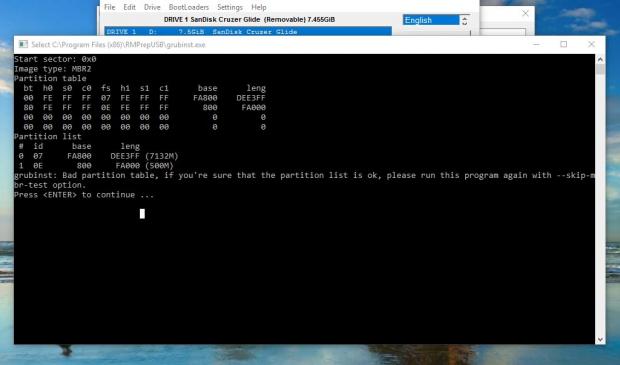 File Edit Drive BootLoaders Settings Help
DRIVE 1 SanDisk Cruzer Glide (Removable) 7.455GiB
English
DRIVE 1 D: 7.5GiB SanDisk Cruzer Glide
Select C:\Program Files (x86)\RMPrepUSB\grubinst.exe
Start sector: 0x0
Image type: MBR2
Partition table
bt h0 s0 c0 fs h1 s1 c1 base leng
00 FE FF FF 07 FE FF FF FA800 DEE3FF
80 FE FF FF 0E FE FF FF 800 FA000
00 00 00 00 00 00 00 00 0 0
00 00 00 00 00 00 00 00 0 0
Partition list
# id base leng
0 07 FA800 DEE3FF (7132M)
1 0E 800 FA000 (500M)
grubinst: Bad partition table, if you're sure that the partition list is ok, please run this program again with --skip-m
br-test option.
Press <ENTER> to continue ...